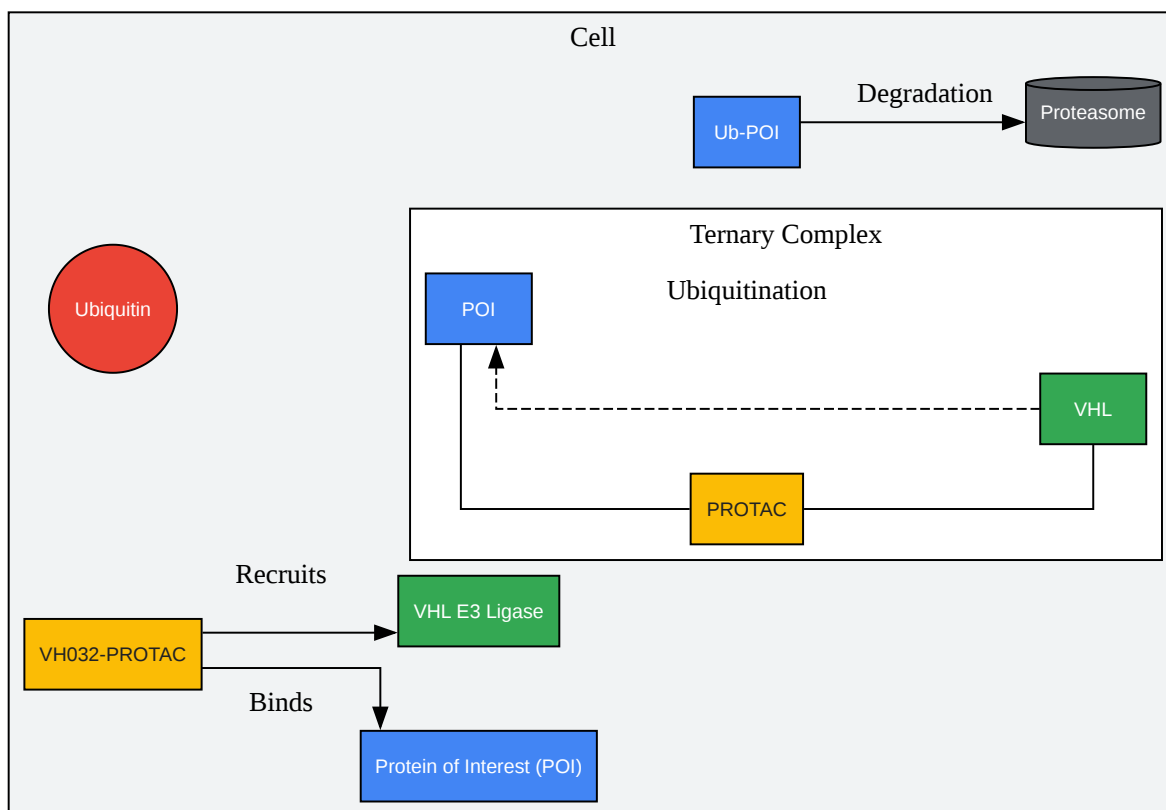 Cell
Degradation
Ub-POI
Proteasome
Ternary Complex
Ubiquitination
Ubiquitin
POI
VHL
PROTAC
Recruits
VHL E3 Ligase
VH032-PROTAC
Binds
Protein of Interest (POI)